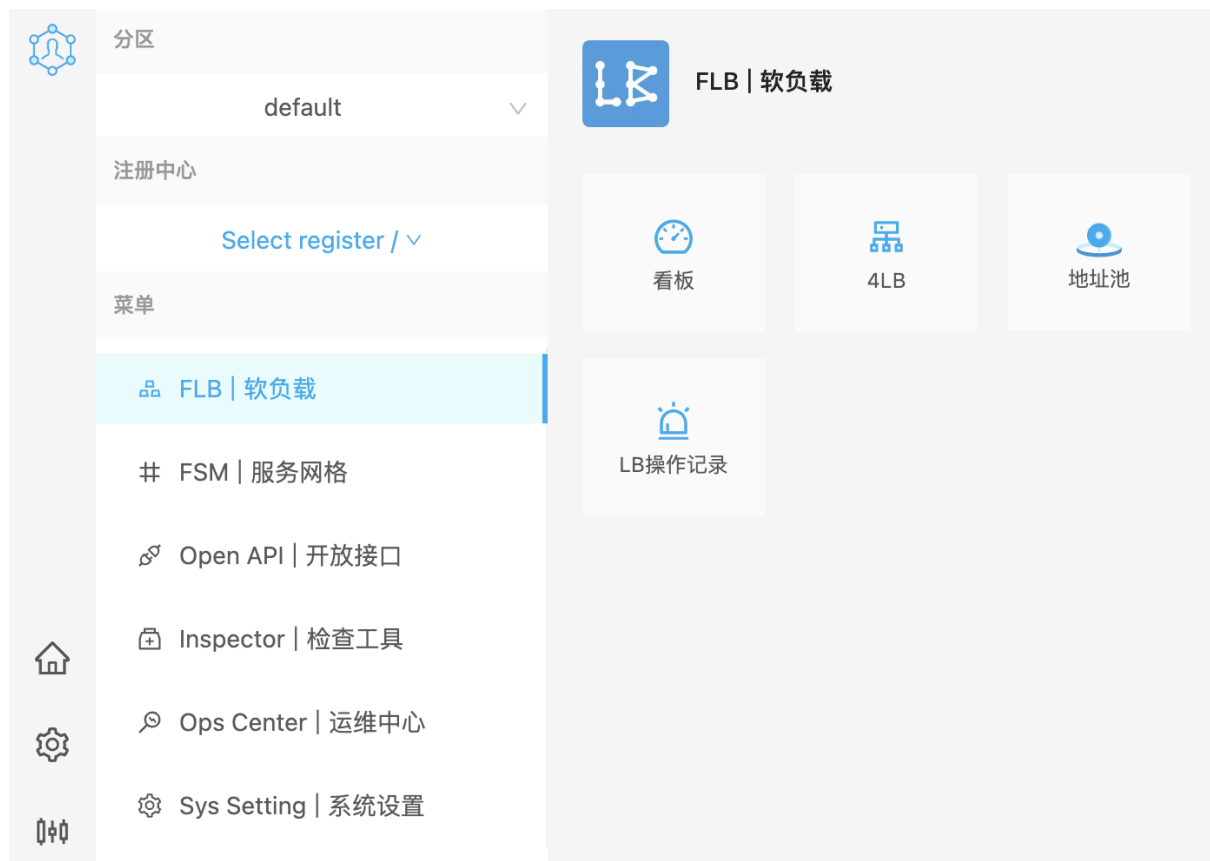 分区
default
注册中心
Select register /
菜单
FLB | 软负载
FSM | 服务网格
Open API | 开放接口
Inspector | 检查工具
Ops Center | 运维中心
Sys Setting | 系统设置
LB
FLB | 软负载
看板
4LB
地址池
LB操作记录